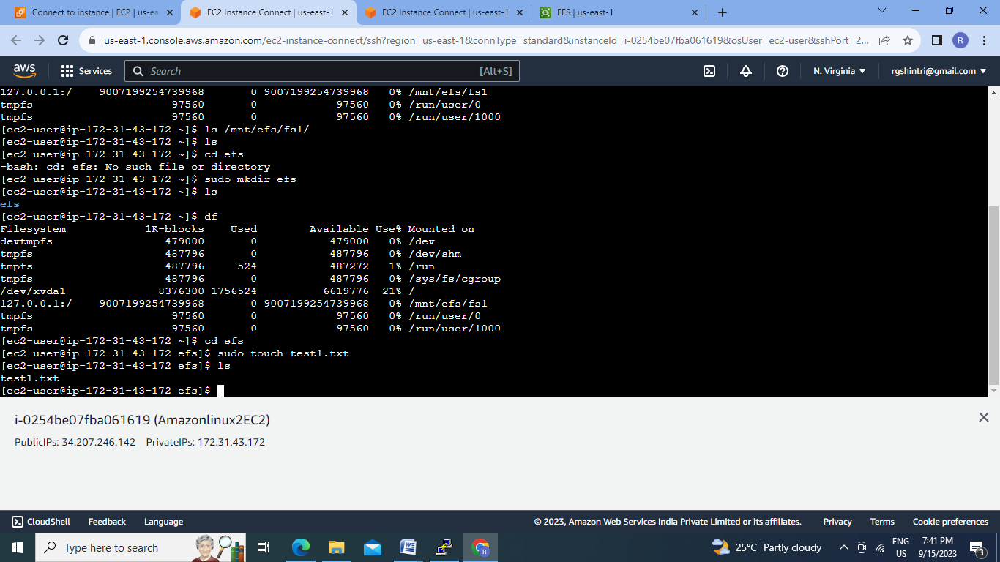 Connect to instance | EC2 | us-ea
EC2 Instance Connect | us-east-1
EC2 Instance Connect | us-east-1
EFS | us-east-1
us-east-1.console.aws.amazon.com/ec2-instance-connect/ssh?region=us-east-1&connType=standard&instanceId=i-0254be07fba061619&osUser=ec2-user&sshPort=2...
R
aws
Services
Search
[Alt+S]
N. Virginia
rgshintri@gmail.com
127.0.0.1:/ 9007199254739968 0 9007199254739968 0% /mnt/efs/fs1
tmpfs 97560 0 97560 0% /run/user/0
tmpfs 97560 0 97560 0% /run/user/1000
[ec2-user@ip-172-31-43-172 ~]$ ls /mnt/efs/fs1/
[ec2-user@ip-172-31-43-172 ~]$ ls
[ec2-user@ip-172-31-43-172 ~]$ cd efs
-bash: cd: efs: No such file or directory
[ec2-user@ip-172-31-43-172 ~]$ sudo mkdir efs
[ec2-user@ip-172-31-43-172 ~]$ ls
efs
[ec2-user@ip-172-31-43-172 ~]$ df
Filesystem 1K-blocks Used Available Use% Mounted on
devtmpfs 479000 0 479000 0% /dev
tmpfs 487796 0 487796 0% /dev/shm
tmpfs 487796 524 487272 1% /run
tmpfs 487796 0 487796 0% /sys/fs/cgroup
/dev/xvda1 8376300 1756524 6619776 21% /
127.0.0.1:/ 9007199254739968 0 9007199254739968 0% /mnt/efs/fs1
tmpfs 97560 0 97560 0% /run/user/0
tmpfs 97560 0 97560 0% /run/user/1000
[ec2-user@ip-172-31-43-172 ~]$ cd efs
[ec2-user@ip-172-31-43-172 efs]$ sudo touch test1.txt
[ec2-user@ip-172-31-43-172 efs]$ ls
test1.txt
[ec2-user@ip-172-31-43-172 efs]$
i-0254be07fba061619 (Amazonlinux2EC2)
PublicIPs: 34.207.246.142 PrivateIPs: 172.31.43.172
CloudShell
Feedback
Language
© 2023, Amazon Web Services India Private Limited or its affiliates.
Privacy
Terms
Cookie preferences
Type here to search
W
R
25°C Partly cloudy
ENG
US
7:41 PM
9/15/2023
3